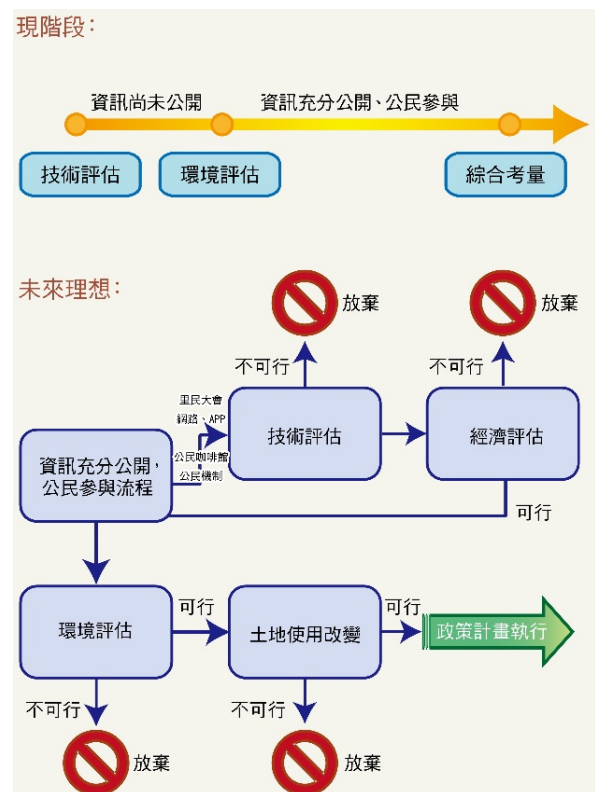 現階段：
資訊尚未公開
資訊充分公開、公民參與
技術評估
環境評估
綜合考量
未來理想：
放棄
放棄
不可行
不可行
里民大會
網路、APP
公民咖啡館
公民機制
技術評估
經濟評估
資訊充分公開，
公民參與流程
可行
環境評估
可行
土地使用改變
可行
政策計畫執行
不可行
不可行
放棄
放棄